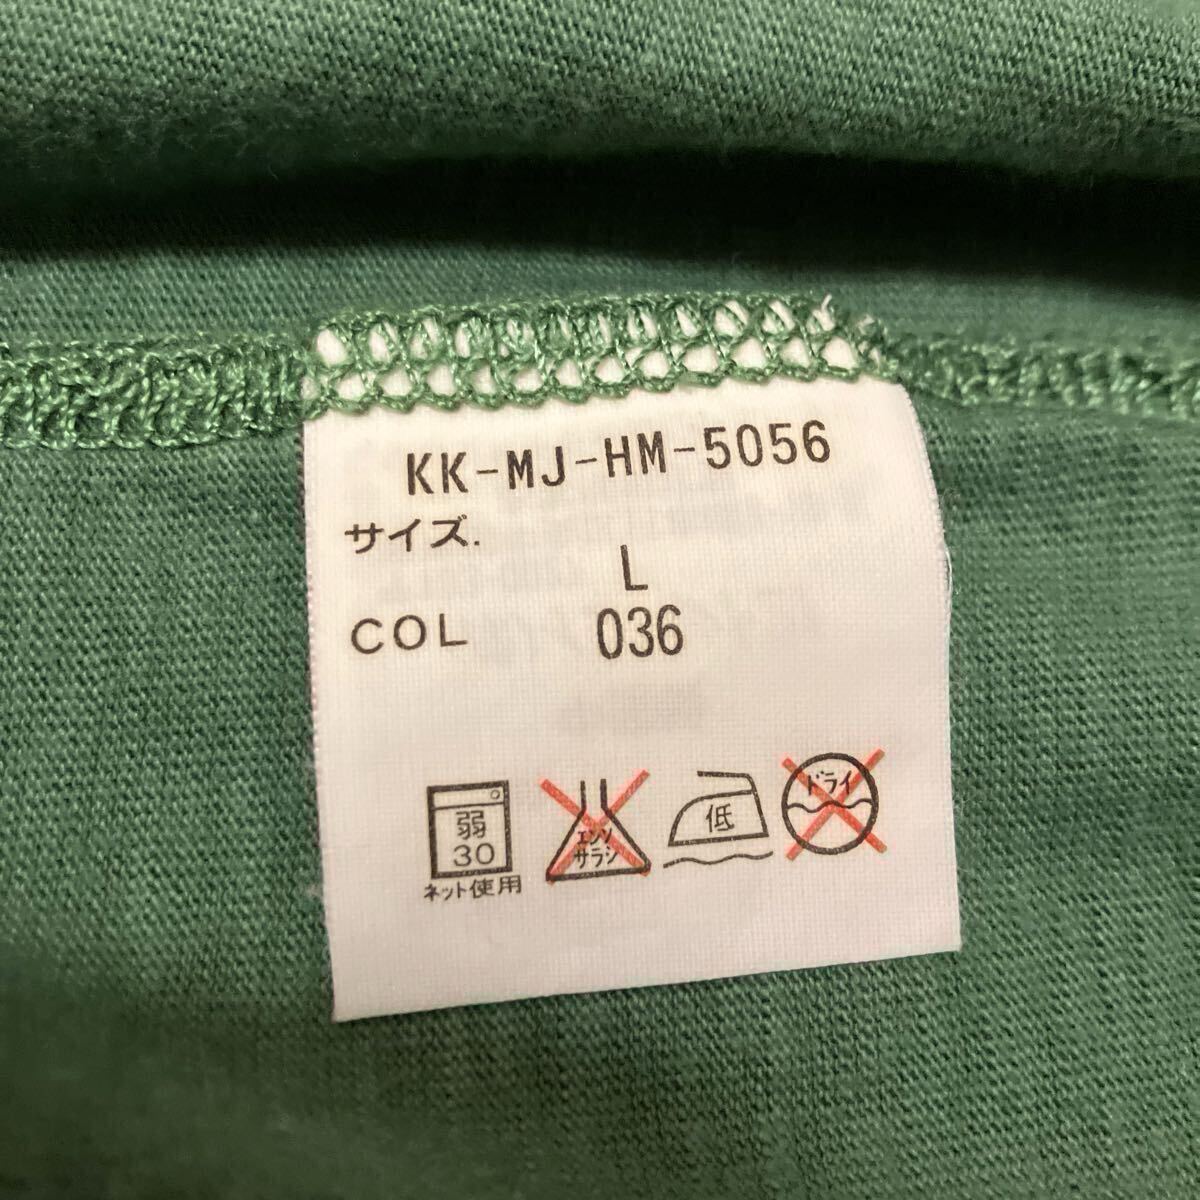 KK-MJ-HM-5056
サイズ.
L
COL 036
弱
30
ネット使用
エンソ
サラシ
低
ドライ